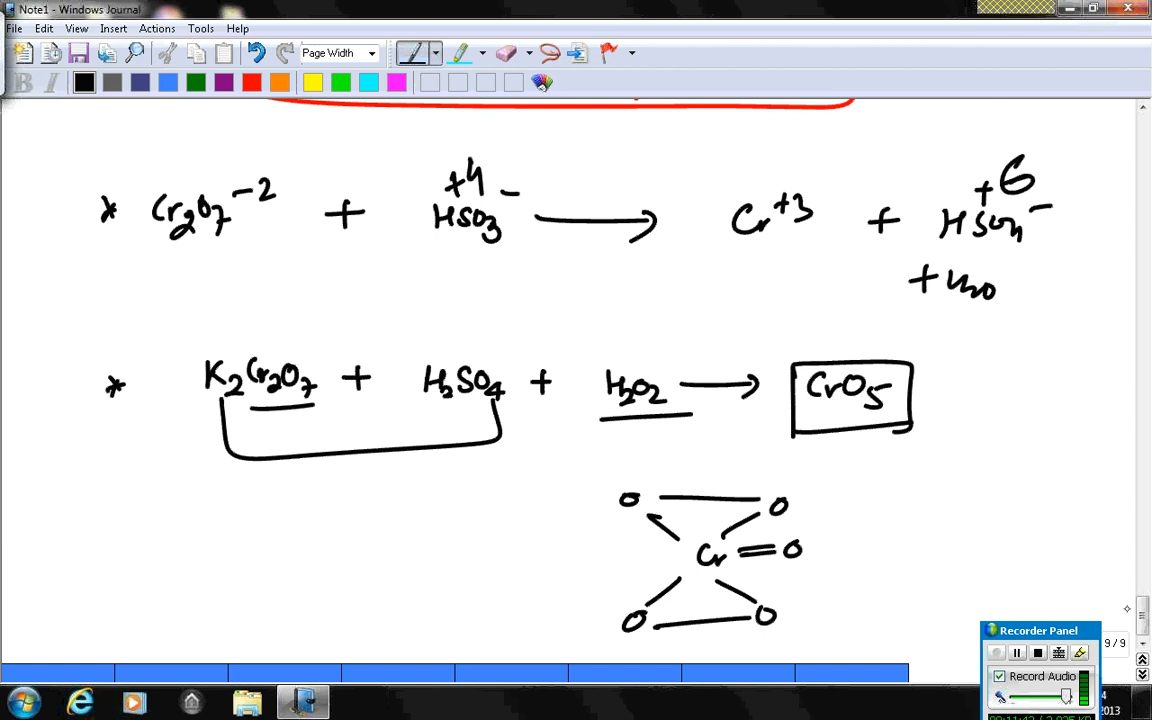 Note1 - Windows Journal
File Edit View Insert Actions Tools Help
Page Width
B I
* Cr2O7 -2 + +4 HSO3 - → Cr +3 + +6 HSO4 -
+ H2O
* K2Cr2O7 + H2SO4 + H2O2 → CrO5
O O
Cr = O
O O
Recorder Panel
9 / 9
Record Audio
2013